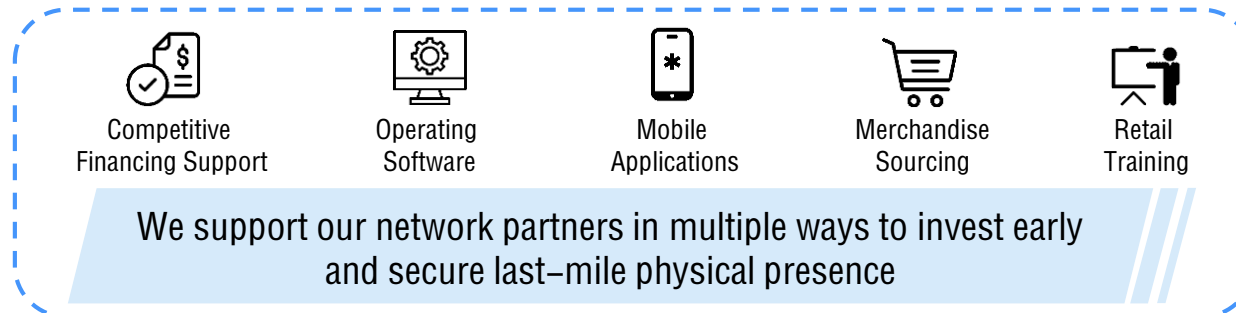 Competitive
Financing Support
Operating
Software
Mobile
Applications
Merchandise
Sourcing
Retail
Training
We support our network partners in multiple ways to invest early
and secure last–mile physical presence